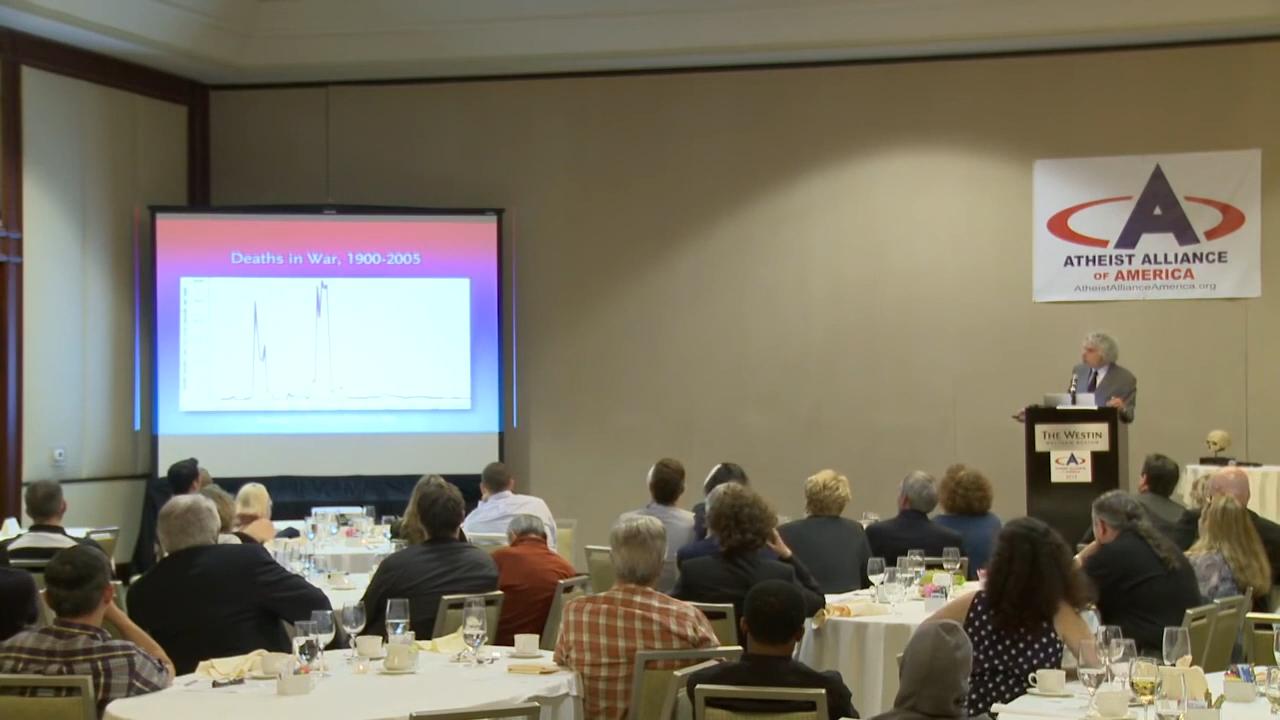 Deaths in War, 1900-2005
A
ATHEIST ALLIANCE
OF AMERICA
AtheistAllianceAmerica.org
THE WESTIN
A